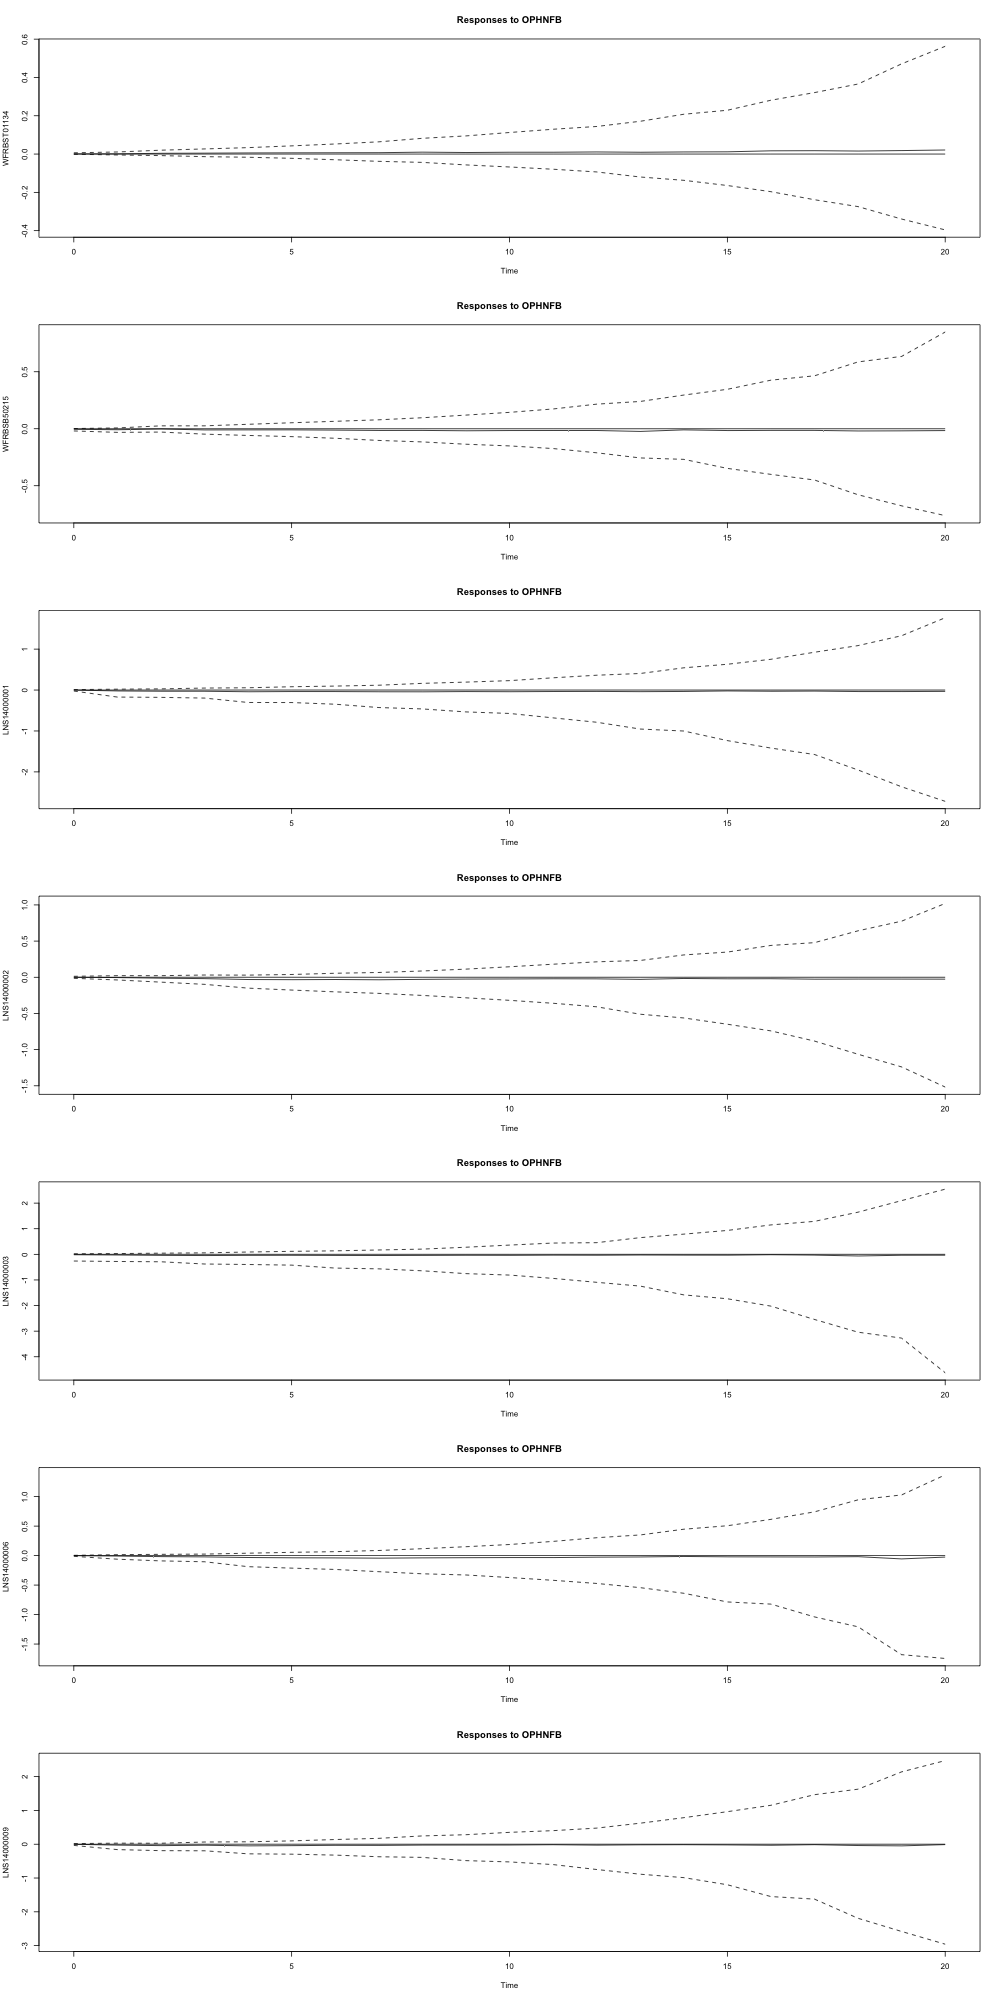 Responses to OPHNFB
WFRBST01134
0.6
0.4
0.2
0.0
-0.2
-0.4
0 5 10 15 20
Time
Responses to OPHNFB
WFRBSB50215
0.5
0.0
-0.5
0 5 10 15 20
Time
Responses to OPHNFB
LNS14000001
1
0
-1
-2
0 5 10 15 20
Time
Responses to OPHNFB
LNS14000002
1.0
0.5
0.0
-0.5
-1.0
-1.5
0 5 10 15 20
Time
Responses to OPHNFB
LNS14000003
2
1
0
-1
-2
-3
-4
0 5 10 15 20
Time
Responses to OPHNFB
LNS14000006
1.0
0.5
0.0
-0.5
-1.0
-1.5
0 5 10 15 20
Time
Responses to OPHNFB
LNS14000009
2
1
0
-1
-2
-3
0 5 10 15 20
Time